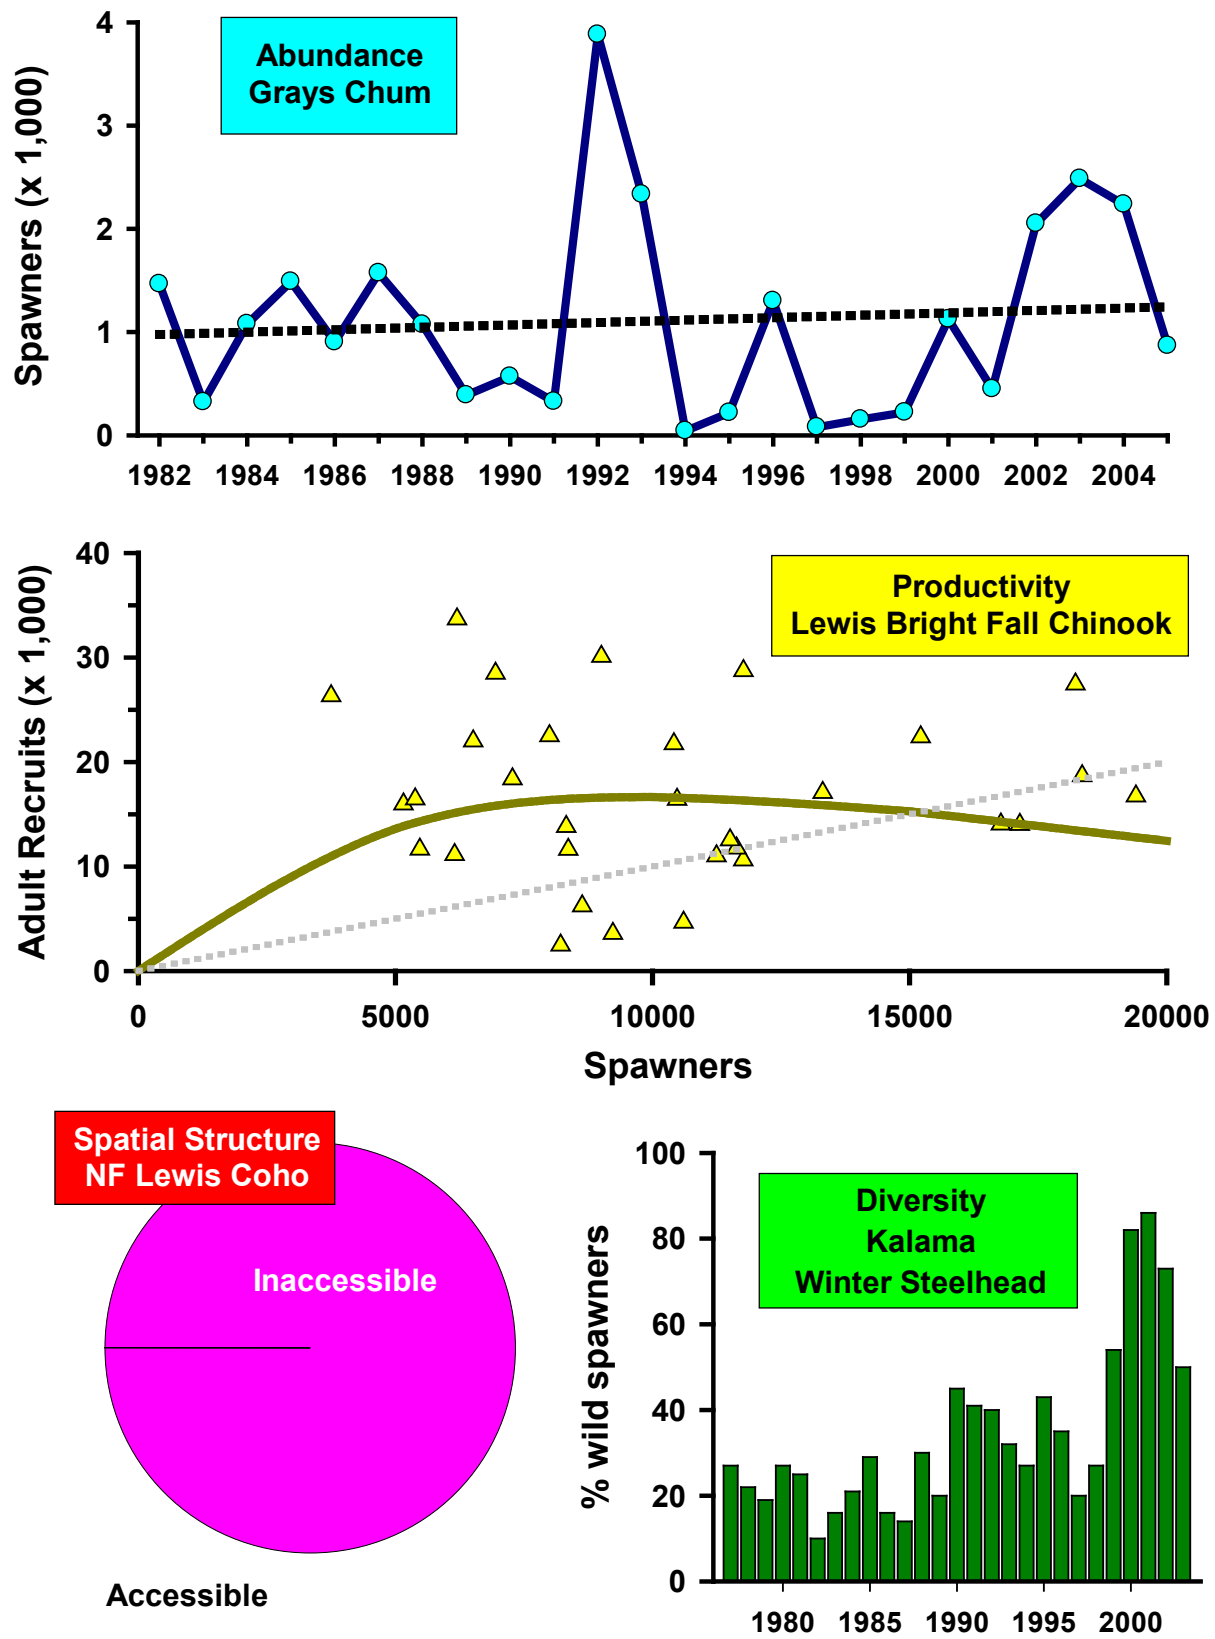 Abundance
Grays Chum
Spawners (x 1,000)
4
3
2
1
0
1982 1984 1986 1988 1990 1992 1994 1996 1998 2000 2002 2004
Productivity
Lewis Bright Fall Chinook
Adult Recruits (x 1,000)
40
30
20
10
0
0 5000 10000 15000 20000
Spawners
Spatial Structure
NF Lewis Coho
Inaccessible
Accessible
Diversity
Kalama
Winter Steelhead
% wild spawners
100
80
60
40
20
0
1980 1985 1990 1995 2000